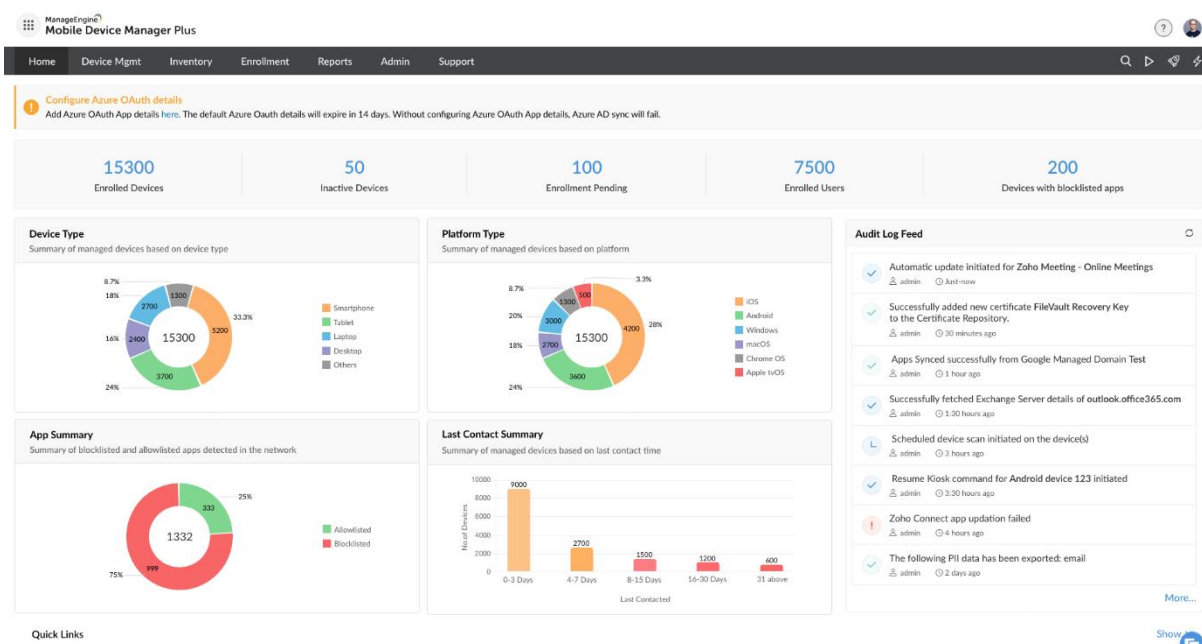 ManageEngine
Mobile Device Manager Plus
?
Home Device Mgmt Inventory Enrollment Reports Admin Support
Configure Azure OAuth details
Add Azure OAuth App details here. The default Azure Oauth details will expire in 14 days. Without configuring Azure OAuth App details, Azure AD sync will fail.
15300 50 100 7500 200
Enrolled Devices Inactive Devices Enrollment Pending Enrolled Users Devices with blocklisted apps
Device Type
Summary of managed devices based on device type
8.7%
18%
16%
24%
33.3%
1300
2700
2400
3700
5200
15300
Smartphone
Tablet
Laptop
Desktop
Others
Platform Type
Summary of managed devices based on platform
3.3%
8.7%
20%
18%
24%
28%
500
1300
3000
2700
3600
4200
15300
iOS
Android
Windows
macOS
Chrome OS
Apple tvOS
App Summary
Summary of blocklisted and allowlisted apps detected in the network
25%
333
1332
999
75%
Allowlisted
Blocklisted
Last Contact Summary
Summary of managed devices based on last contact time
No.of Devices
10000
8000
6000
4000
2000
0
9000
2700
1500
1200
600
0-3 Days 4-7 Days 8-15 Days 16-30 Days 31 above
Last Contacted
Audit Log Feed
Automatic update initiated for Zoho Meeting - Online Meetings
admin Just-now
Successfully added new certificate FileVault Recovery Key
to the Certificate Repository.
admin 30 minutes ago
Apps Synced successfully from Google Managed Domain Test
admin 1 hour ago
Successfully fetched Exchange Server details of outlook.office365.com
admin 1:30 hours ago
Scheduled device scan initiated on the device(s)
admin 3 hours ago
Resume Kiosk command for Android device 123 initiated
admin 3:30 hours ago
Zoho Connect app updation failed
admin 4 hours ago
The following PII data has been exported: email
admin 2 days ago
More...
Quick Links
Show